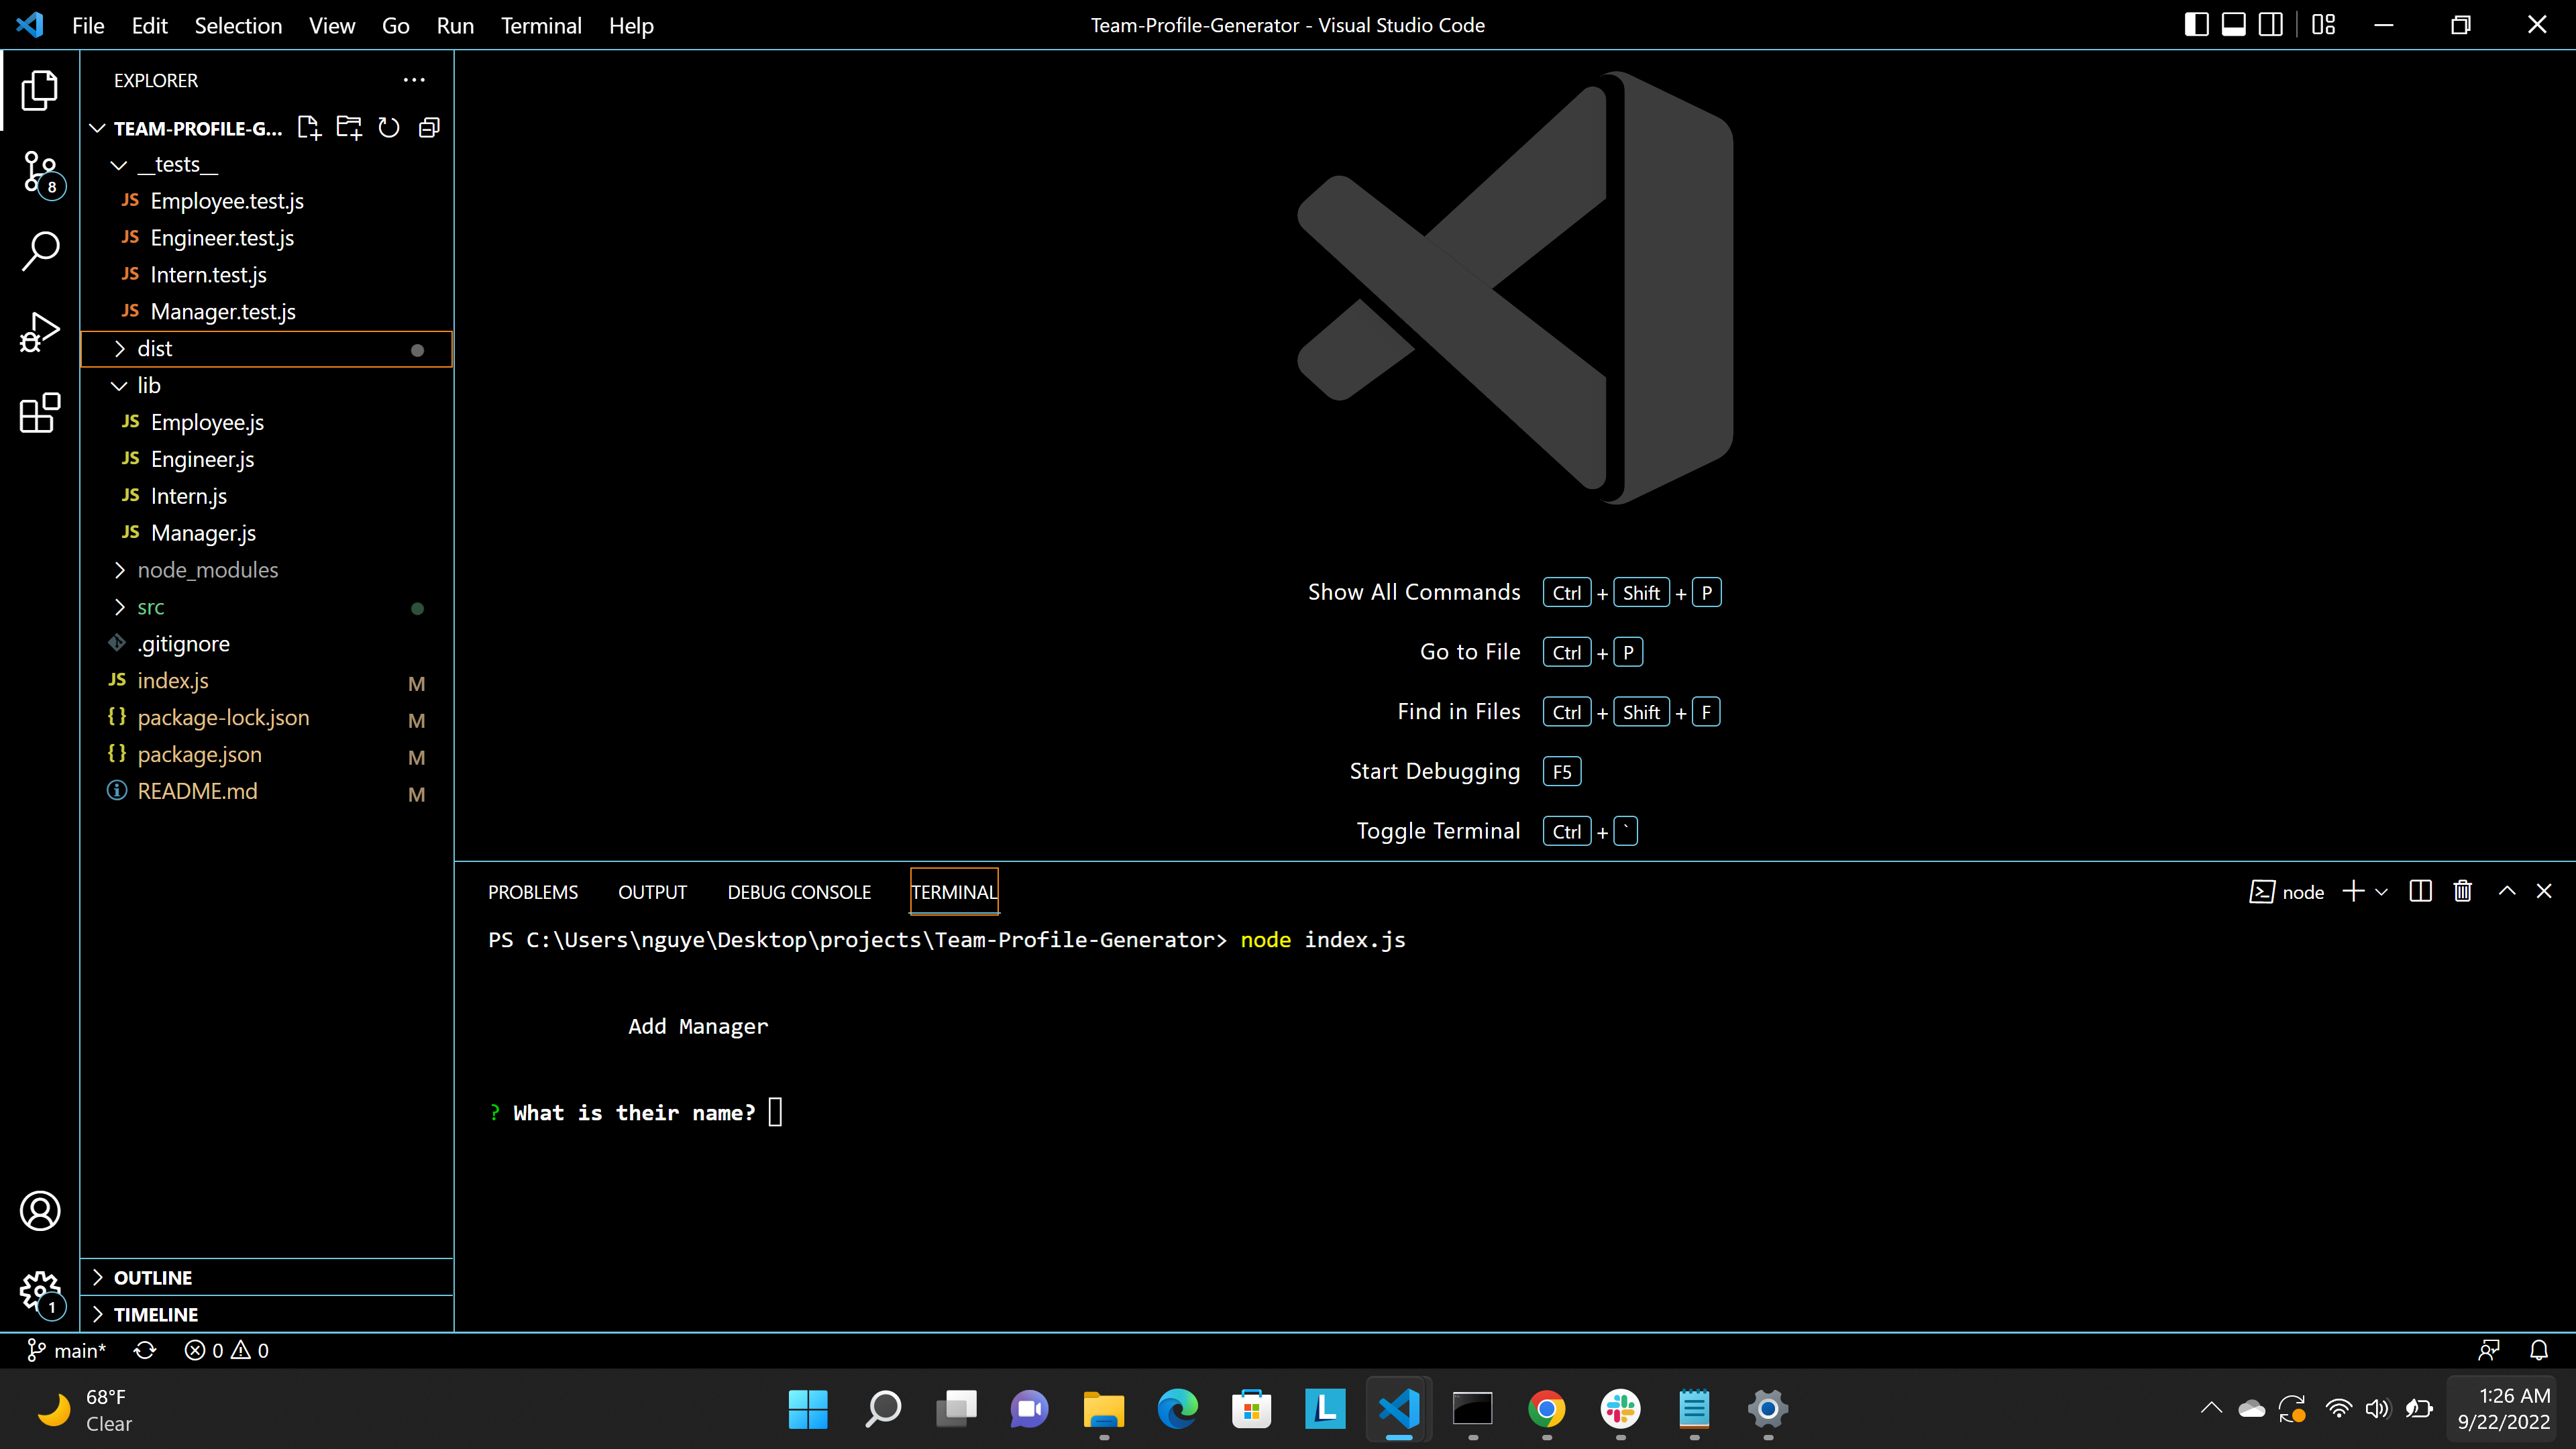 File Edit Selection View Go Run Terminal Help
Team-Profile-Generator - Visual Studio Code
EXPLORER
TEAM-PROFILE-G...
__tests__
JS Employee.test.js
JS Engineer.test.js
JS Intern.test.js
JS Manager.test.js
dist
lib
JS Employee.js
JS Engineer.js
JS Intern.js
JS Manager.js
node_modules
src
.gitignore
JS index.js M
{} package-lock.json M
{} package.json M
README.md M
OUTLINE
TIMELINE
8
1
Show All Commands Ctrl + Shift + P
Go to File Ctrl + P
Find in Files Ctrl + Shift + F
Start Debugging F5
Toggle Terminal Ctrl + `
PROBLEMS OUTPUT DEBUG CONSOLE TERMINAL
node
PS C:\Users\nguye\Desktop\projects\Team-Profile-Generator> node index.js
Add Manager
? What is their name?
main* 0 0
68°F
Clear
L
1:26 AM
9/22/2022